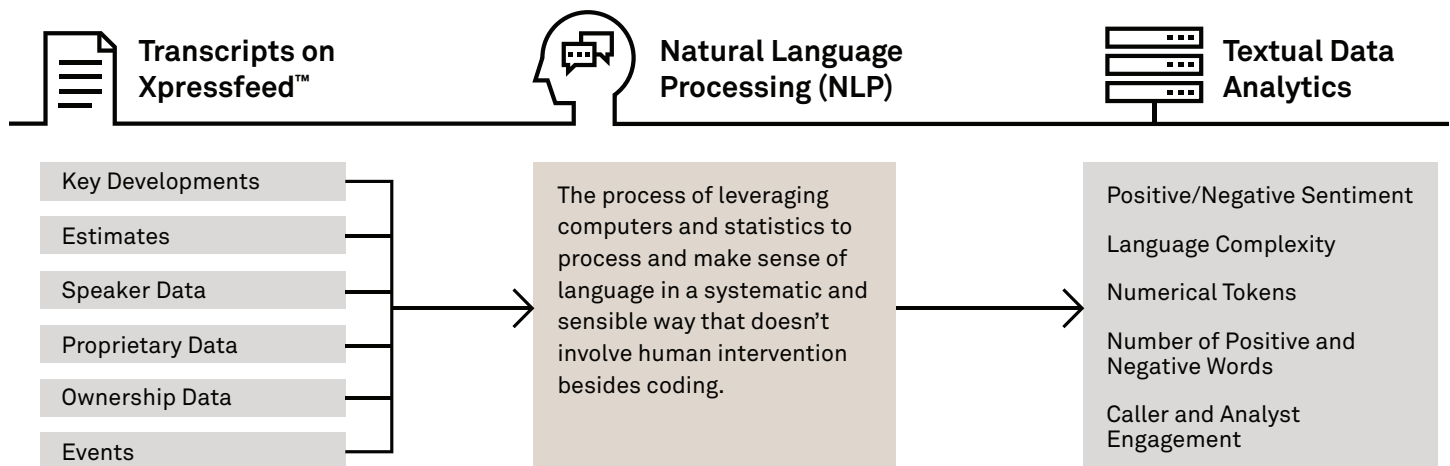 Transcripts on
Xpressfeed™
Natural Language
Processing (NLP)
Textual Data
Analytics
Key Developments
Estimates
Speaker Data
Proprietary Data
Ownership Data
Events
The process of leveraging
computers and statistics to
process and make sense of
language in a systematic and
sensible way that doesn't
involve human intervention
besides coding.
Positive/Negative Sentiment
Language Complexity
Numerical Tokens
Number of Positive and
Negative Words
Caller and Analyst
Engagement